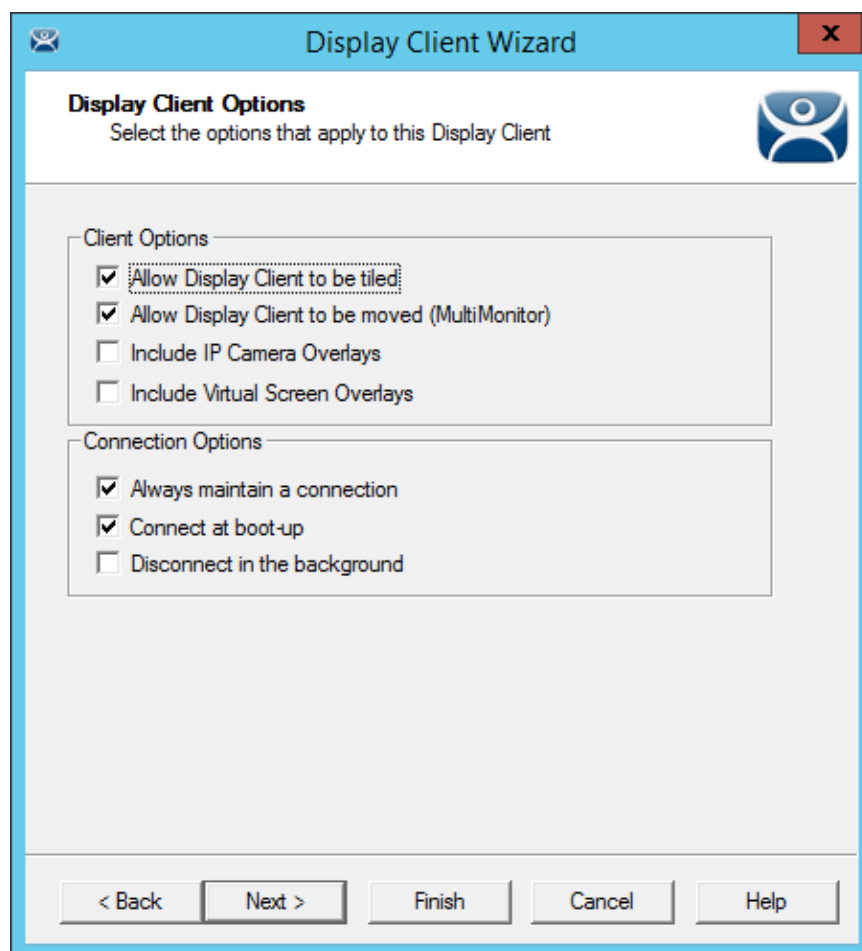 Display Client Wizard
x
Display Client Options
Select the options that apply to this Display Client
Client Options
Allow Display Client to be tiled
Allow Display Client to be moved (MultiMonitor)
Include IP Camera Overlays
Include Virtual Screen Overlays
Connection Options
Always maintain a connection
Connect at boot-up
Disconnect in the background
< Back Next > Finish Cancel Help